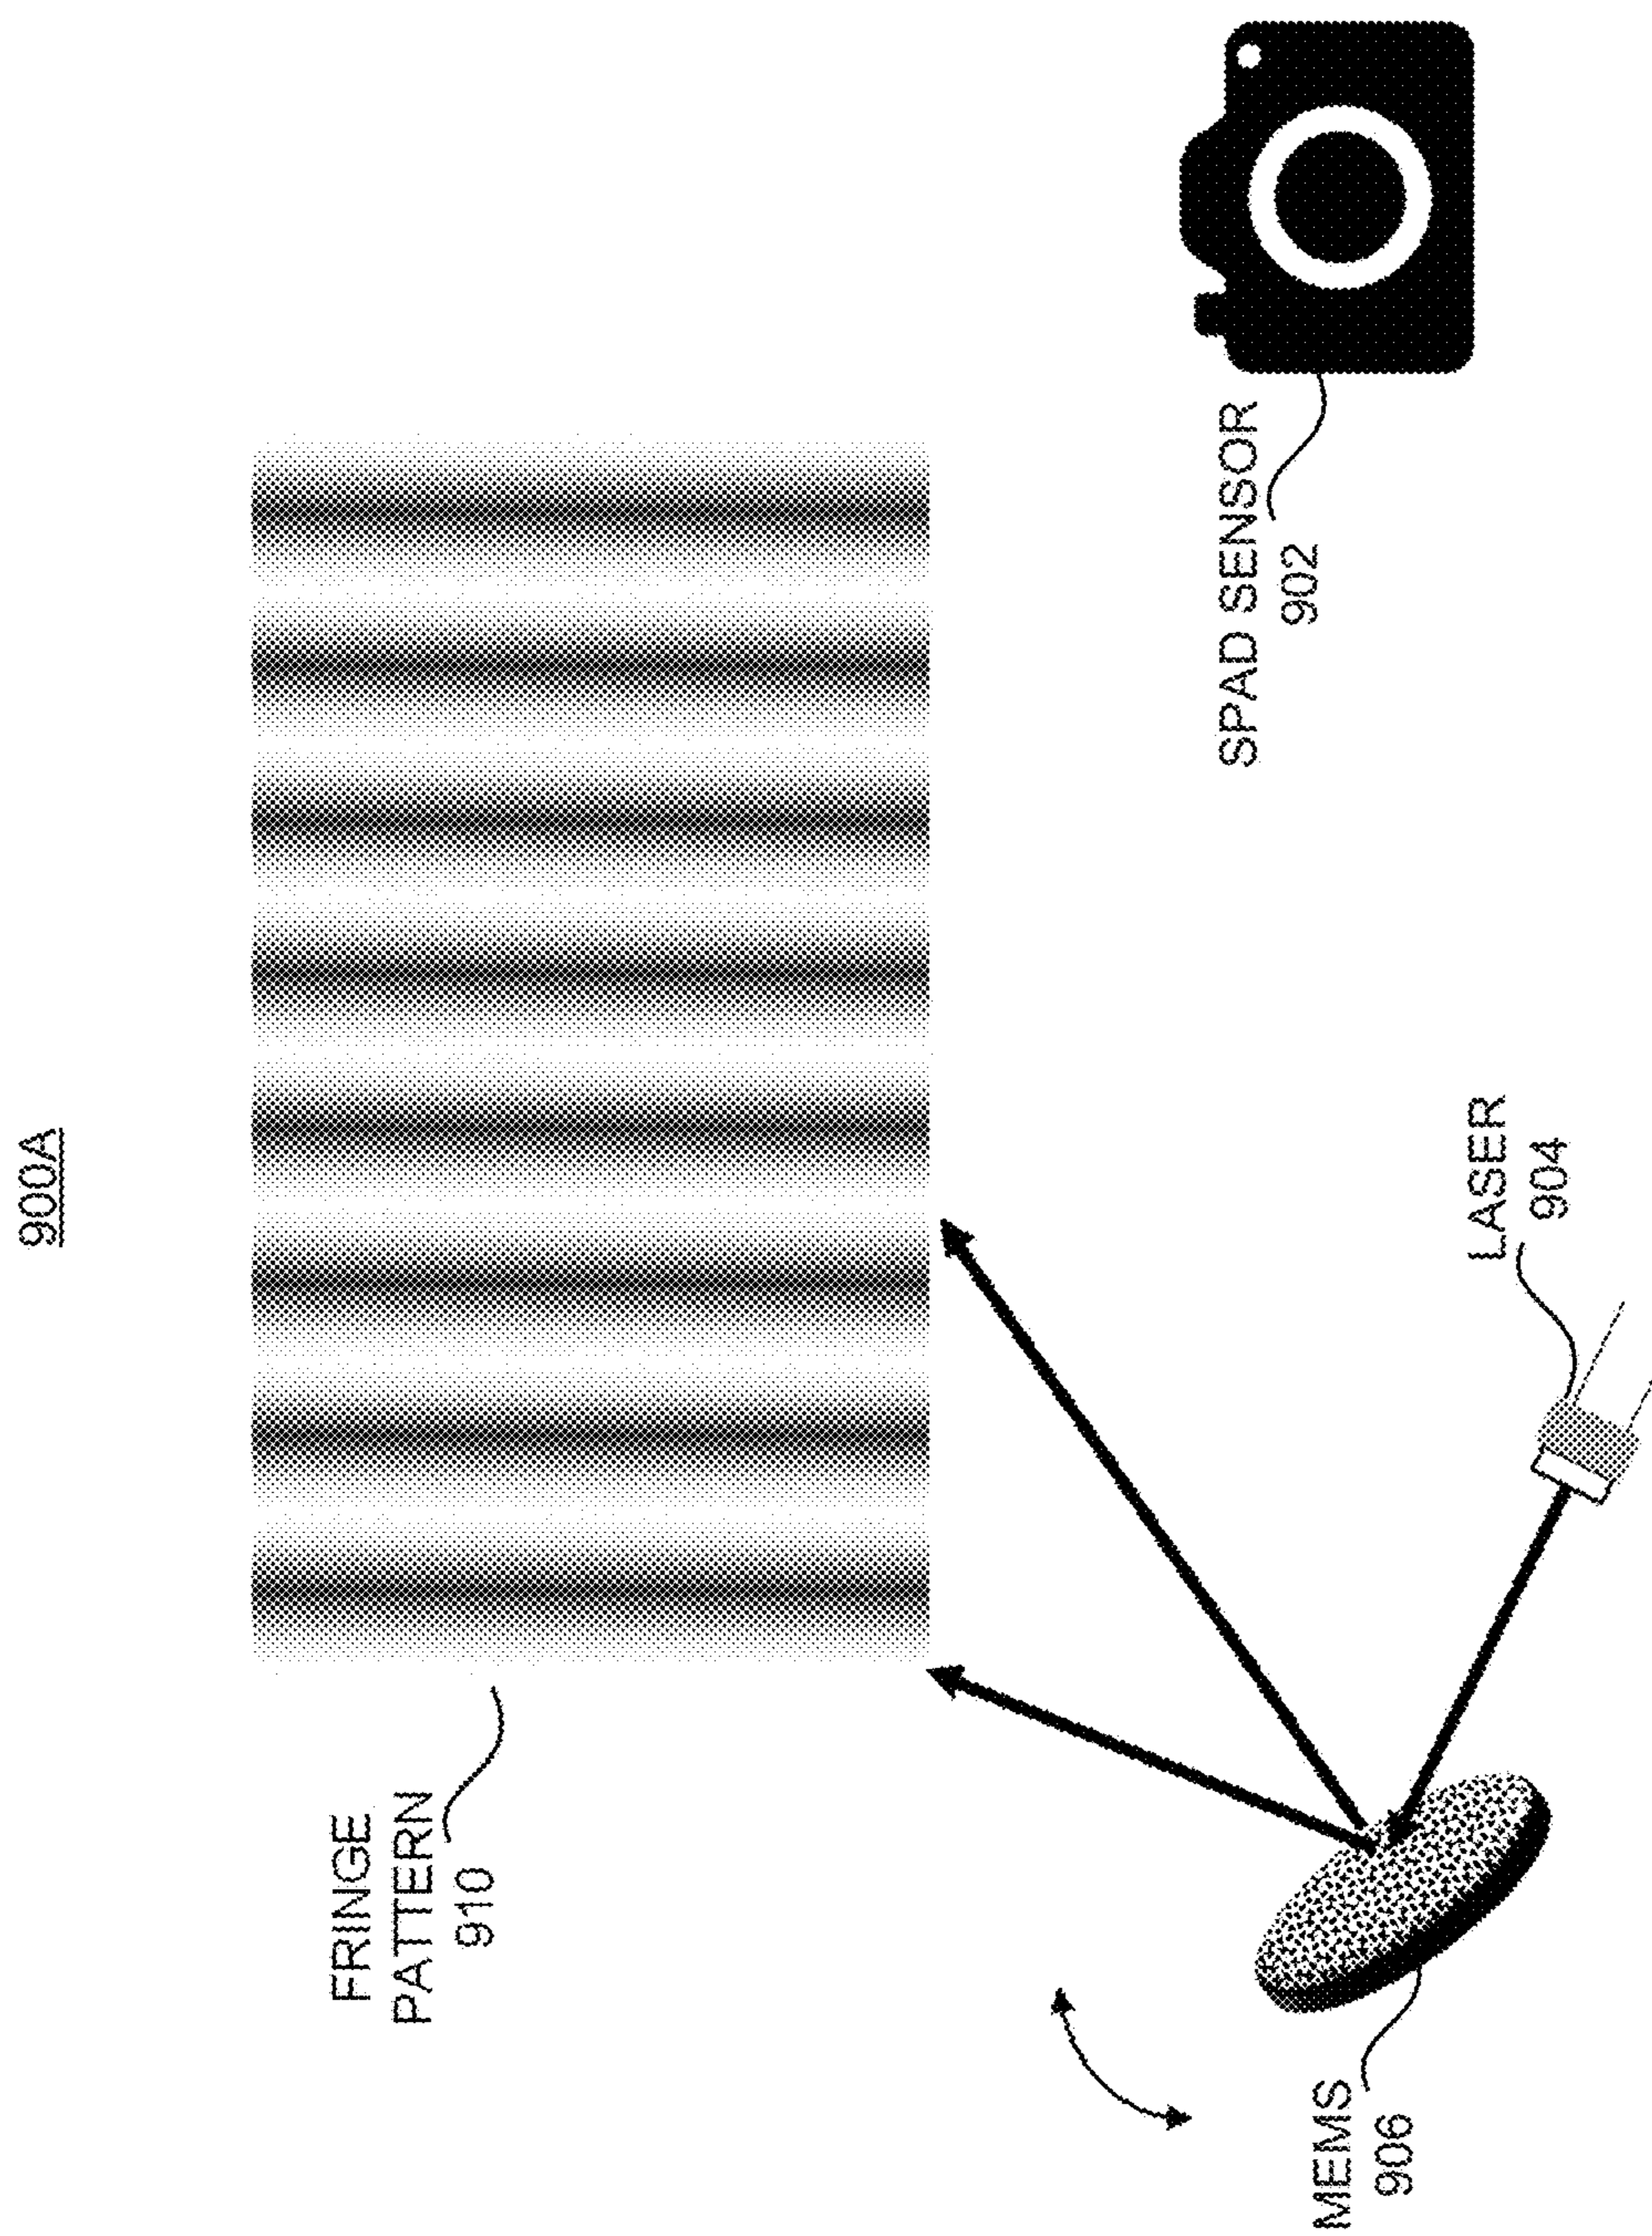 900A
FRINGE
PATTERN
910
SPAD SENSOR
902
LASER
904
MEMS
906